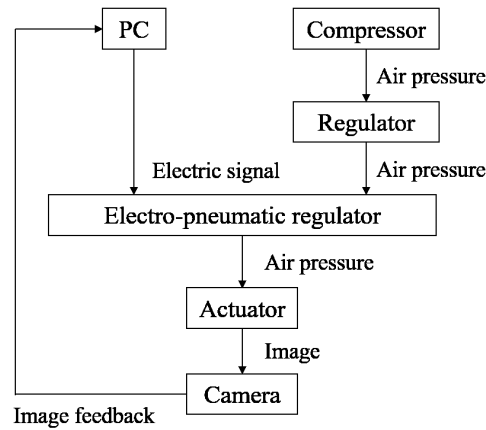 PC
Compressor
Air pressure
Regulator
Electric signal
Air pressure
Electro-pneumatic regulator
Air pressure
Actuator
Image
Camera
Image feedback